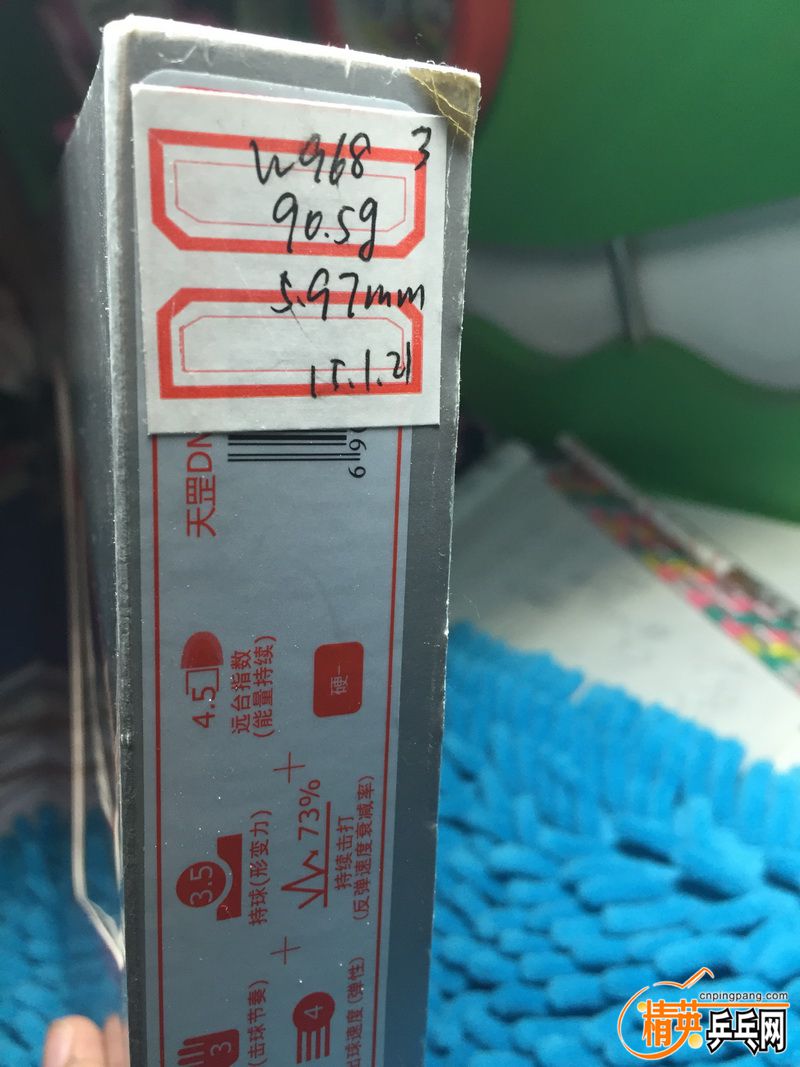 W968 3
90.5g
5.97mm
15.1.21
天罡DN
4.5
远台指数
(能量持续)
硬-
+
3.5
持球(形变力)
73%
持续击打
(反弹速度衰减率)
+
3
(击球节奏)
4
出球速度(弹性)
cnpingpang.com
精英乒乓网